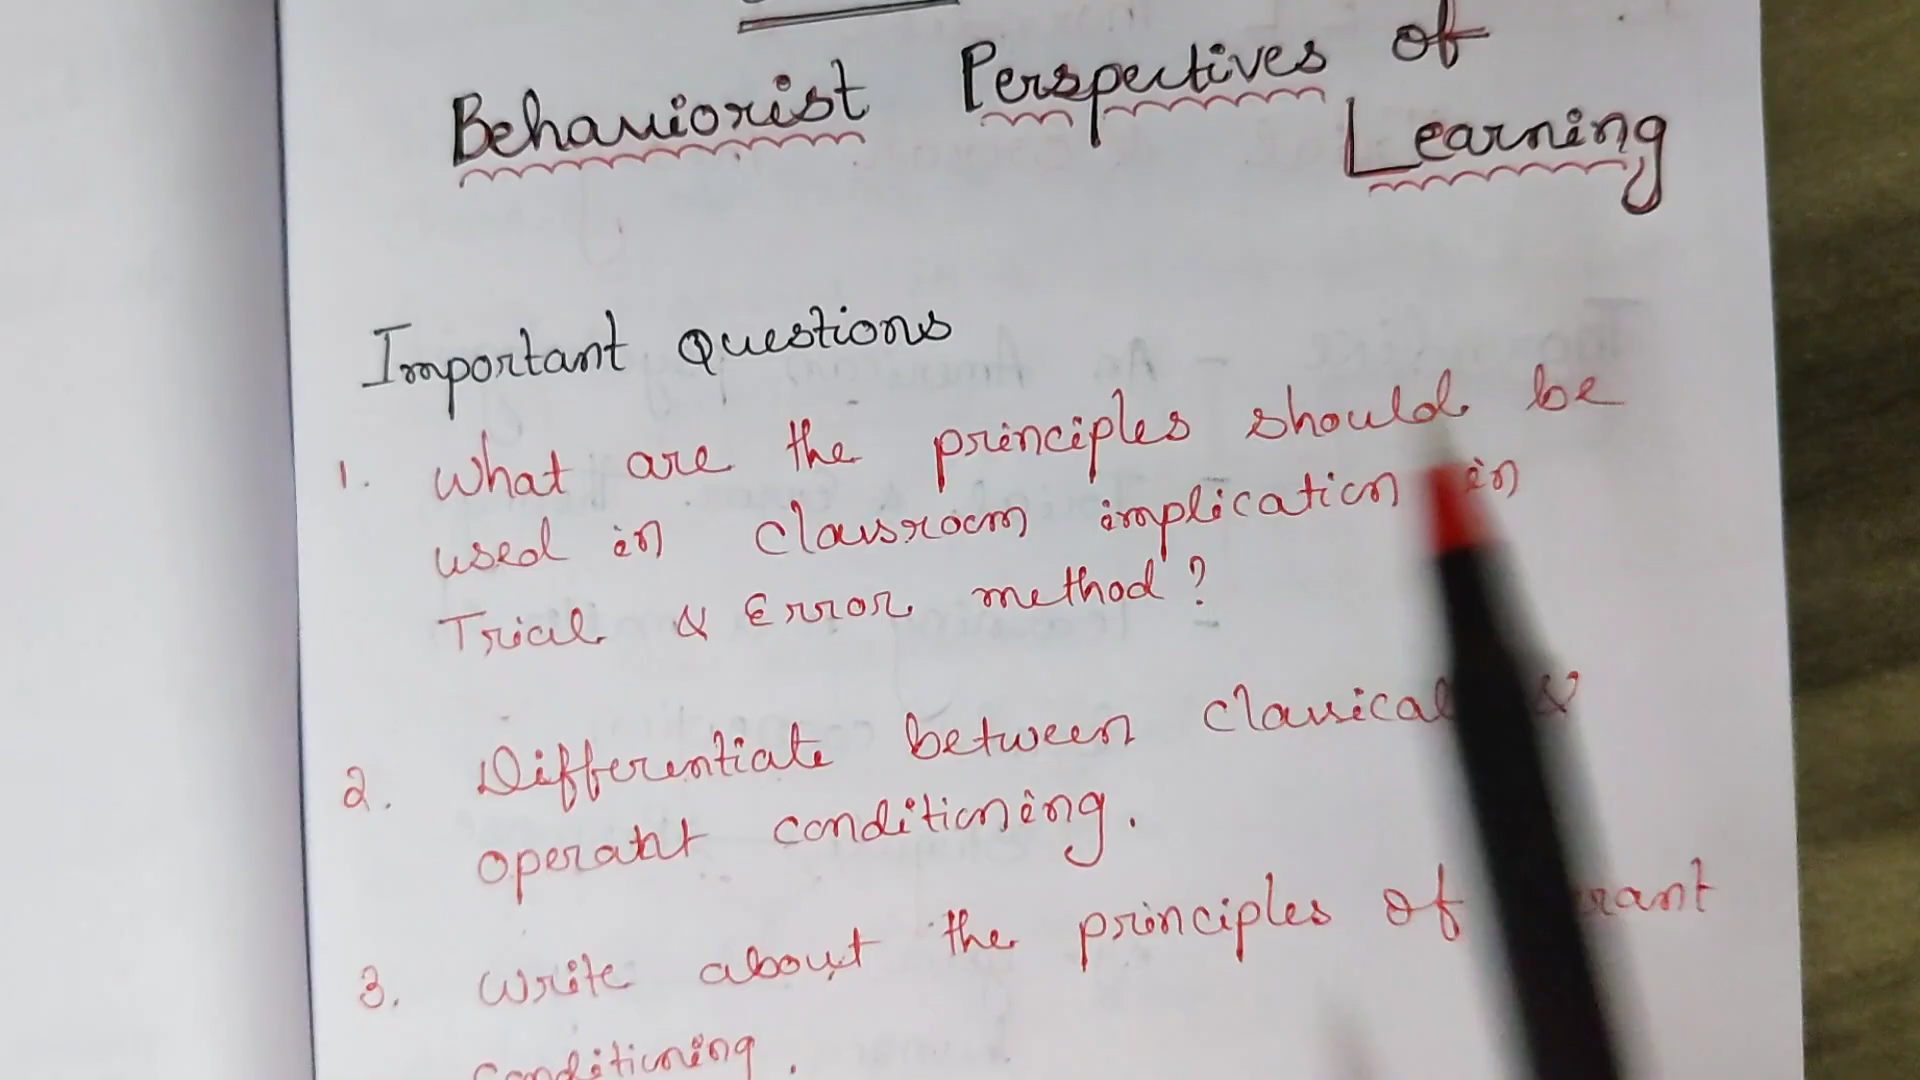 Behaviorist Perspectives of
Learning
Important Questions
1. What are the principles should be
used in classroom implication in
Trial & Error method?
2. Differentiate between classical &
operant conditioning.
3. Write about the principles of
conditioning.